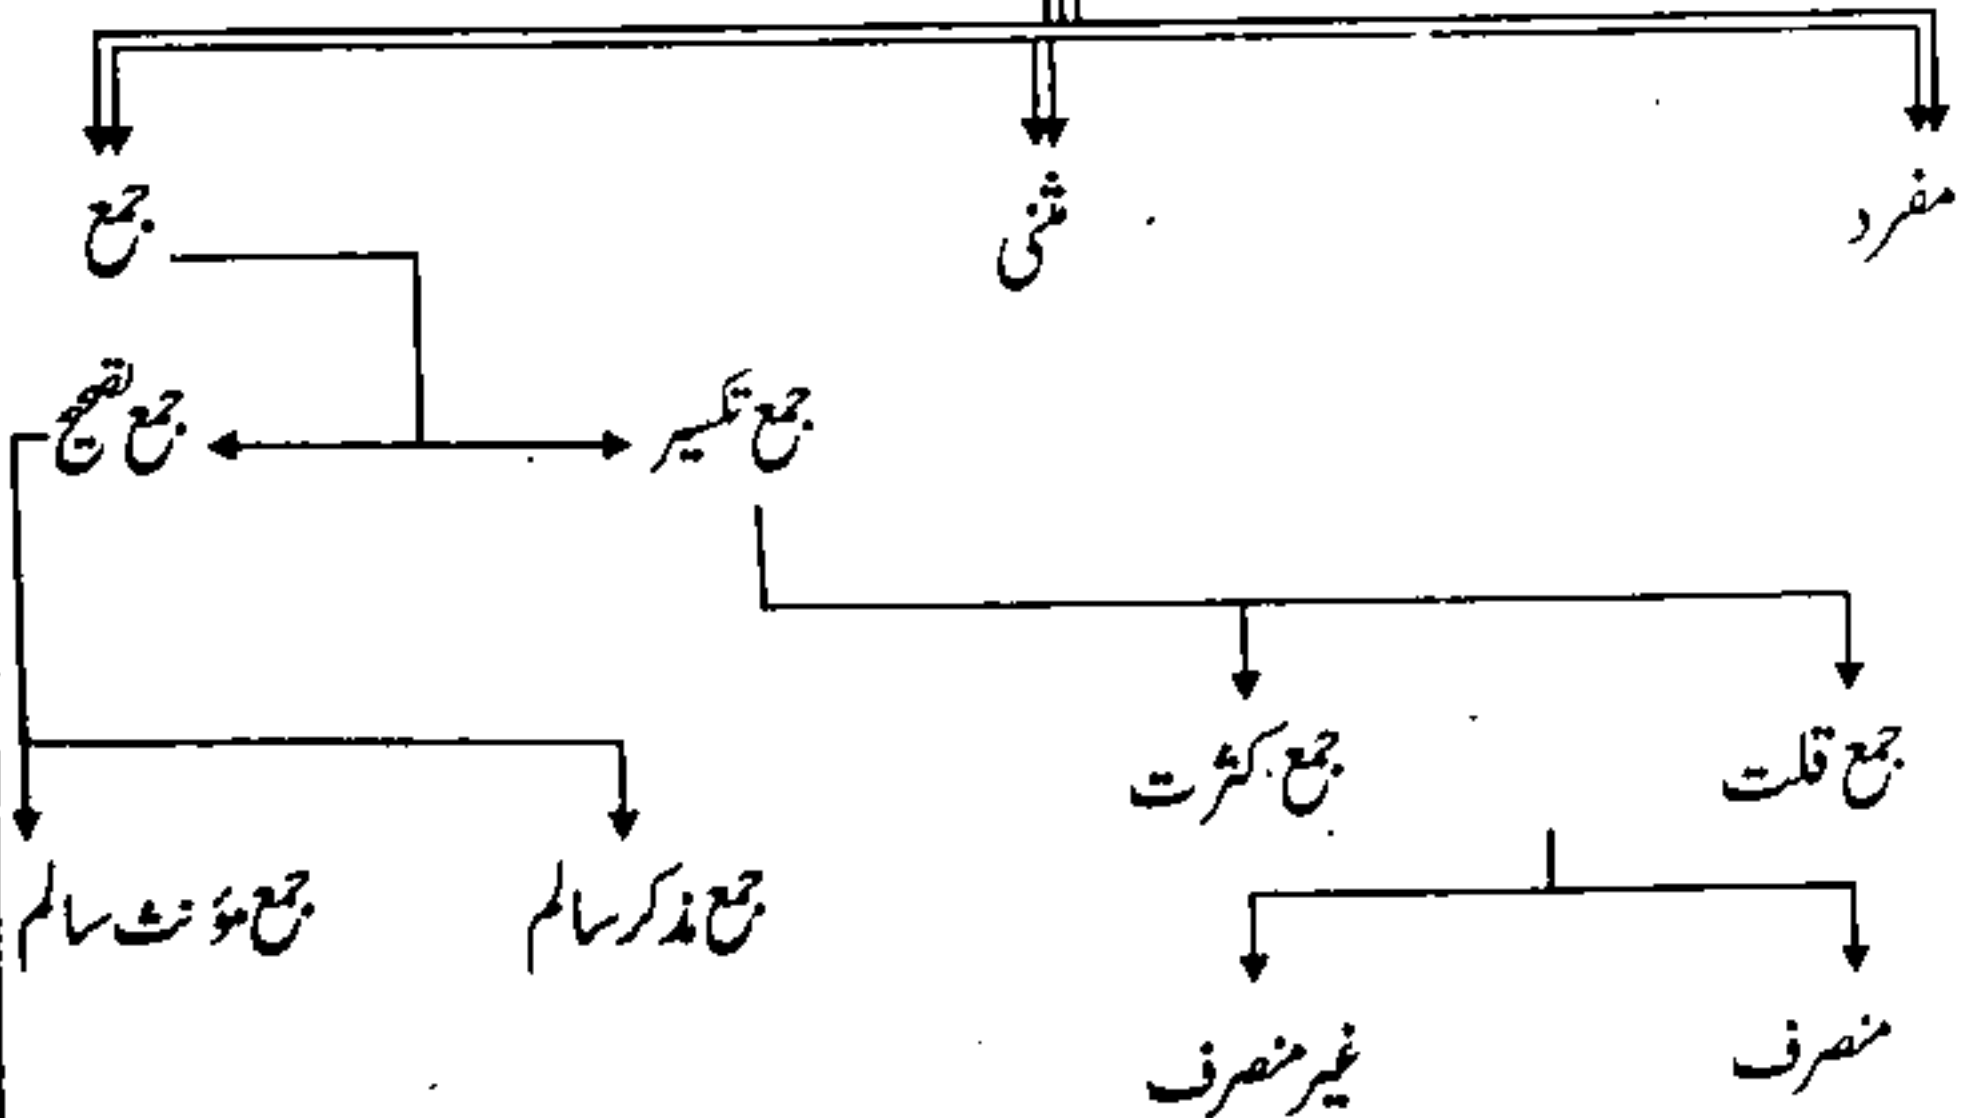 مفرد
مثنی
جمع
جمع تکسیر
جمع تصحیح
جمع قلت
جمع کثرت
جمع مذکر سالم
جمع مؤنث سالم
منصرف
غیر منصرف